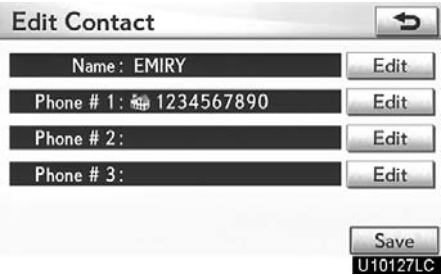 Edit Contact
Name: EMIRY Edit
Phone # 1: 1234567890 Edit
Phone # 2: Edit
Phone # 3: Edit
Save
U10127LC